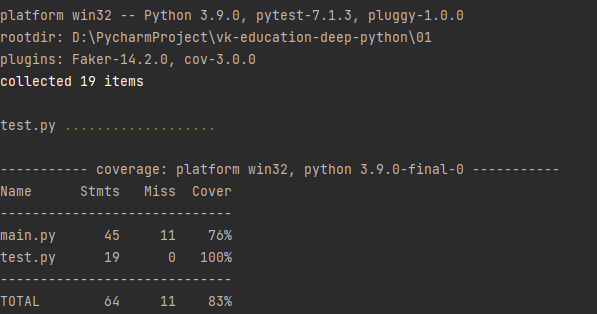 platform win32 -- Python 3.9.0, pytest-7.1.3, pluggy-1.0.0
rootdir: D:\PycharmProject\vk-education-deep-python\01
plugins: Faker-14.2.0, cov-3.0.0
collected 19 items
test.py ...................
----------- coverage: platform win32, python 3.9.0-final-0 -----------
Name      Stmts   Miss  Cover
-----------------------------
main.py      45     11    76%
test.py      19      0   100%
-----------------------------
TOTAL        64     11    83%